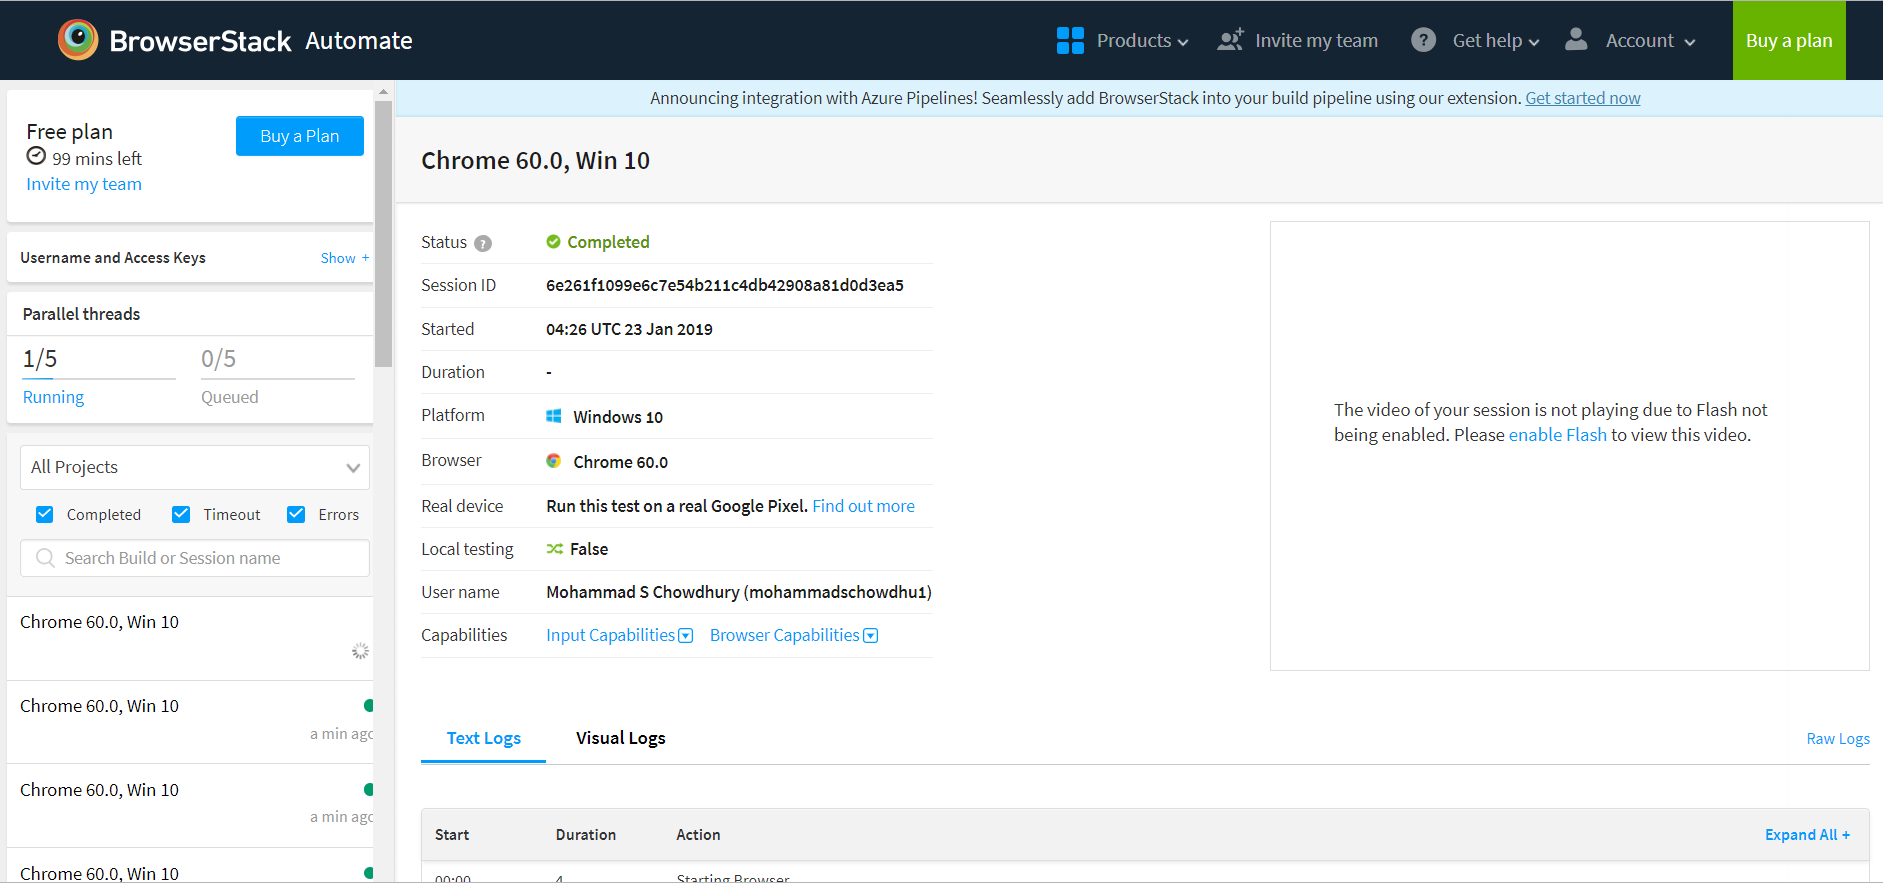 BrowserStack Automate
Products
Invite my team
? Get help
Account
Buy a plan
Free plan
99 mins left
Invite my team
Buy a Plan
Username and Access Keys
Show +
Parallel threads
1/5
Running
0/5
Queued
All Projects
Completed
Timeout
Errors
Search Build or Session name
Chrome 60.0, Win 10
Chrome 60.0, Win 10
a min ago
Chrome 60.0, Win 10
a min ago
Chrome 60.0, Win 10
Announcing integration with Azure Pipelines! Seamlessly add BrowserStack into your build pipeline using our extension. Get started now
Chrome 60.0, Win 10
Status ? Completed
Session ID 6e261f1099e6c7e54b211c4db42908a81d0d3ea5
Started 04:26 UTC 23 Jan 2019
Duration -
Platform Windows 10
Browser Chrome 60.0
Real device Run this test on a real Google Pixel. Find out more
Local testing False
User name Mohammad S Chowdhury (mohammadschowdhu1)
Capabilities Input Capabilities Browser Capabilities
The video of your session is not playing due to Flash not
being enabled. Please enable Flash to view this video.
Text Logs
Visual Logs
Raw Logs
Start Duration Action Expand All +
00:00 4 Starting Browser